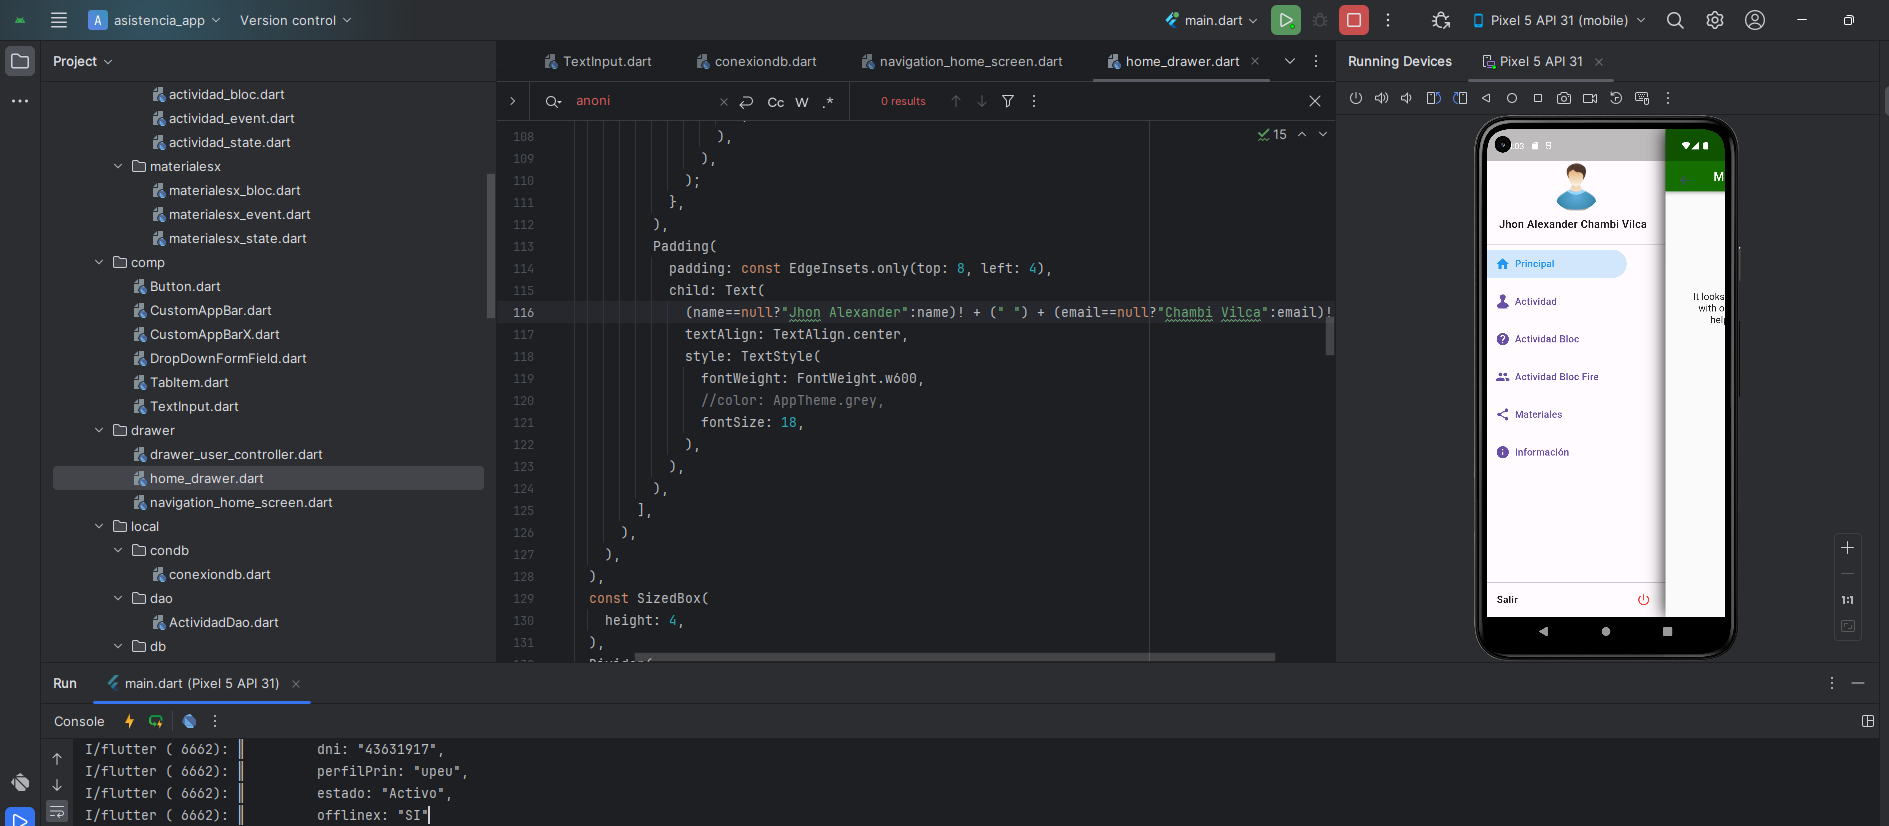 A asistencia_app
Version control
main.dart
Pixel 5 API 31 (mobile)
Project
TextInput.dart
conexiondb.dart
navigation_home_screen.dart
home_drawer.dart
Running Devices
Pixel 5 API 31
anoni
Cc W .*
0 results
15
actividad_bloc.dart
actividad_event.dart
actividad_state.dart
materialesx
materialesx_bloc.dart
materialesx_event.dart
materialesx_state.dart
comp
Button.dart
CustomAppBar.dart
CustomAppBarX.dart
DropDownFormField.dart
TabItem.dart
TextInput.dart
drawer
drawer_user_controller.dart
home_drawer.dart
navigation_home_screen.dart
local
condb
conexiondb.dart
dao
ActividadDao.dart
db
108 ),
109 ),
110 );
111 },
112 ),
113 Padding(
114 padding: const EdgeInsets.only(top: 8, left: 4),
115 child: Text(
116 (name==null?"Jhon Alexander":name)! + (" ") + (email==null?"Chambi Vilca":email)!
117 textAlign: TextAlign.center,
118 style: TextStyle(
119 fontWeight: FontWeight.w600,
120 //color: AppTheme.grey,
121 fontSize: 18,
122 ),
123 ),
124 ),
125 ],
126 ),
127 ),
128 ),
129 const SizedBox(
130 height: 4,
131 ),
:03
M
Jhon Alexander Chambi Vilca
Principal
Actividad
Actividad Bloc
Actividad Bloc Fire
Materiales
Información
It looks
with o
help
Salir
1:1
Run
main.dart (Pixel 5 API 31)
Console
I/flutter ( 6662): ║ dni: "43631917",
I/flutter ( 6662): ║ perfilPrin: "upeu",
I/flutter ( 6662): ║ estado: "Activo",
I/flutter ( 6662): ║ offlinex: "SI"